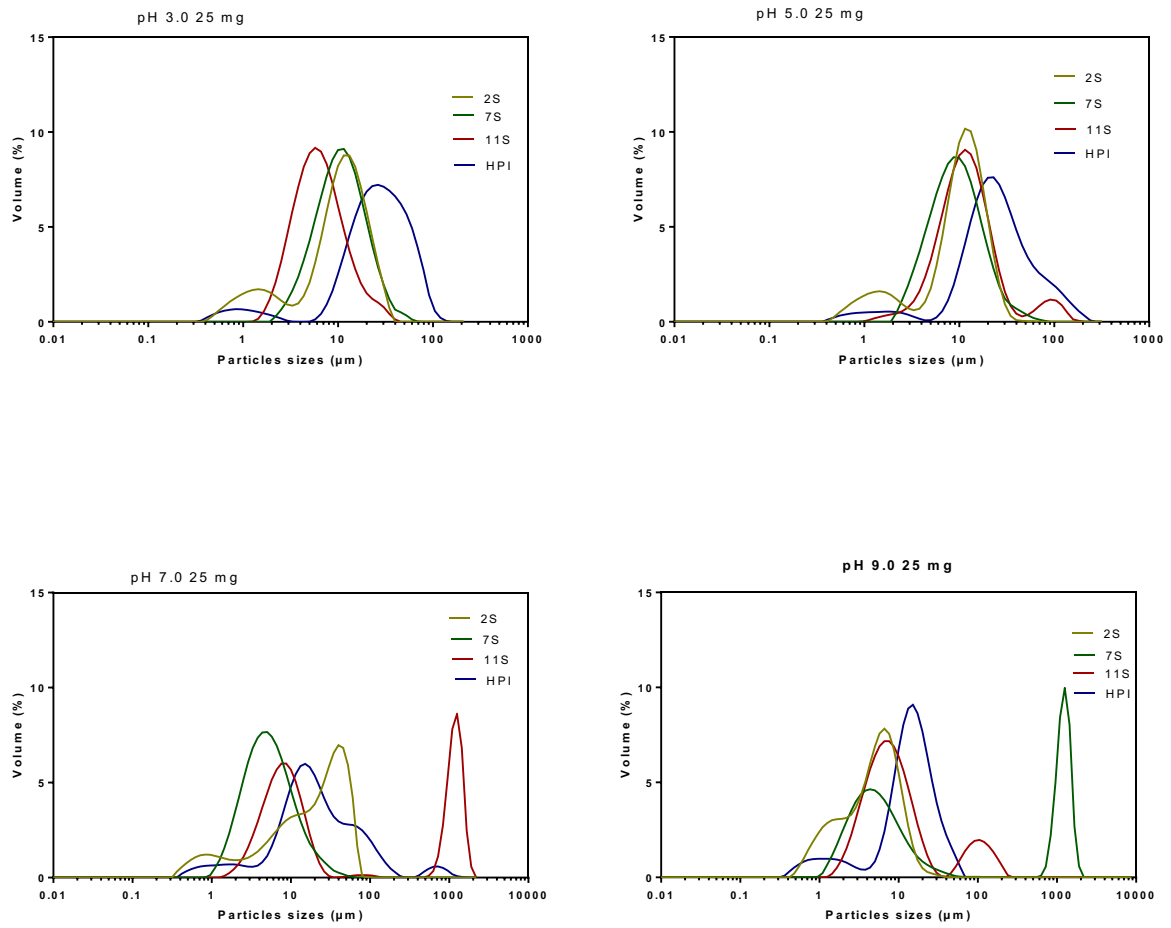 pH 3.0 25 mg
15
10
5
0
Volume (%)
2S
7S
11S
HPI
0.01 0.1 1 10 100 1000
Particles sizes (µm)
pH 5.0 25 mg
15
10
5
0
Volume (%)
2S
7S
11S
HPI
0.01 0.1 1 10 100 1000
Particles sizes (µm)
pH 7.0 25 mg
15
10
5
0
Volume (%)
2S
7S
11S
HPI
0.01 0.1 1 10 100 1000 10000
Particles sizes (µm)
pH 9.0 25 mg
15
10
5
0
Volume (%)
2S
7S
11S
HPI
0.01 0.1 1 10 100 1000 10000
Particles sizes (µm)